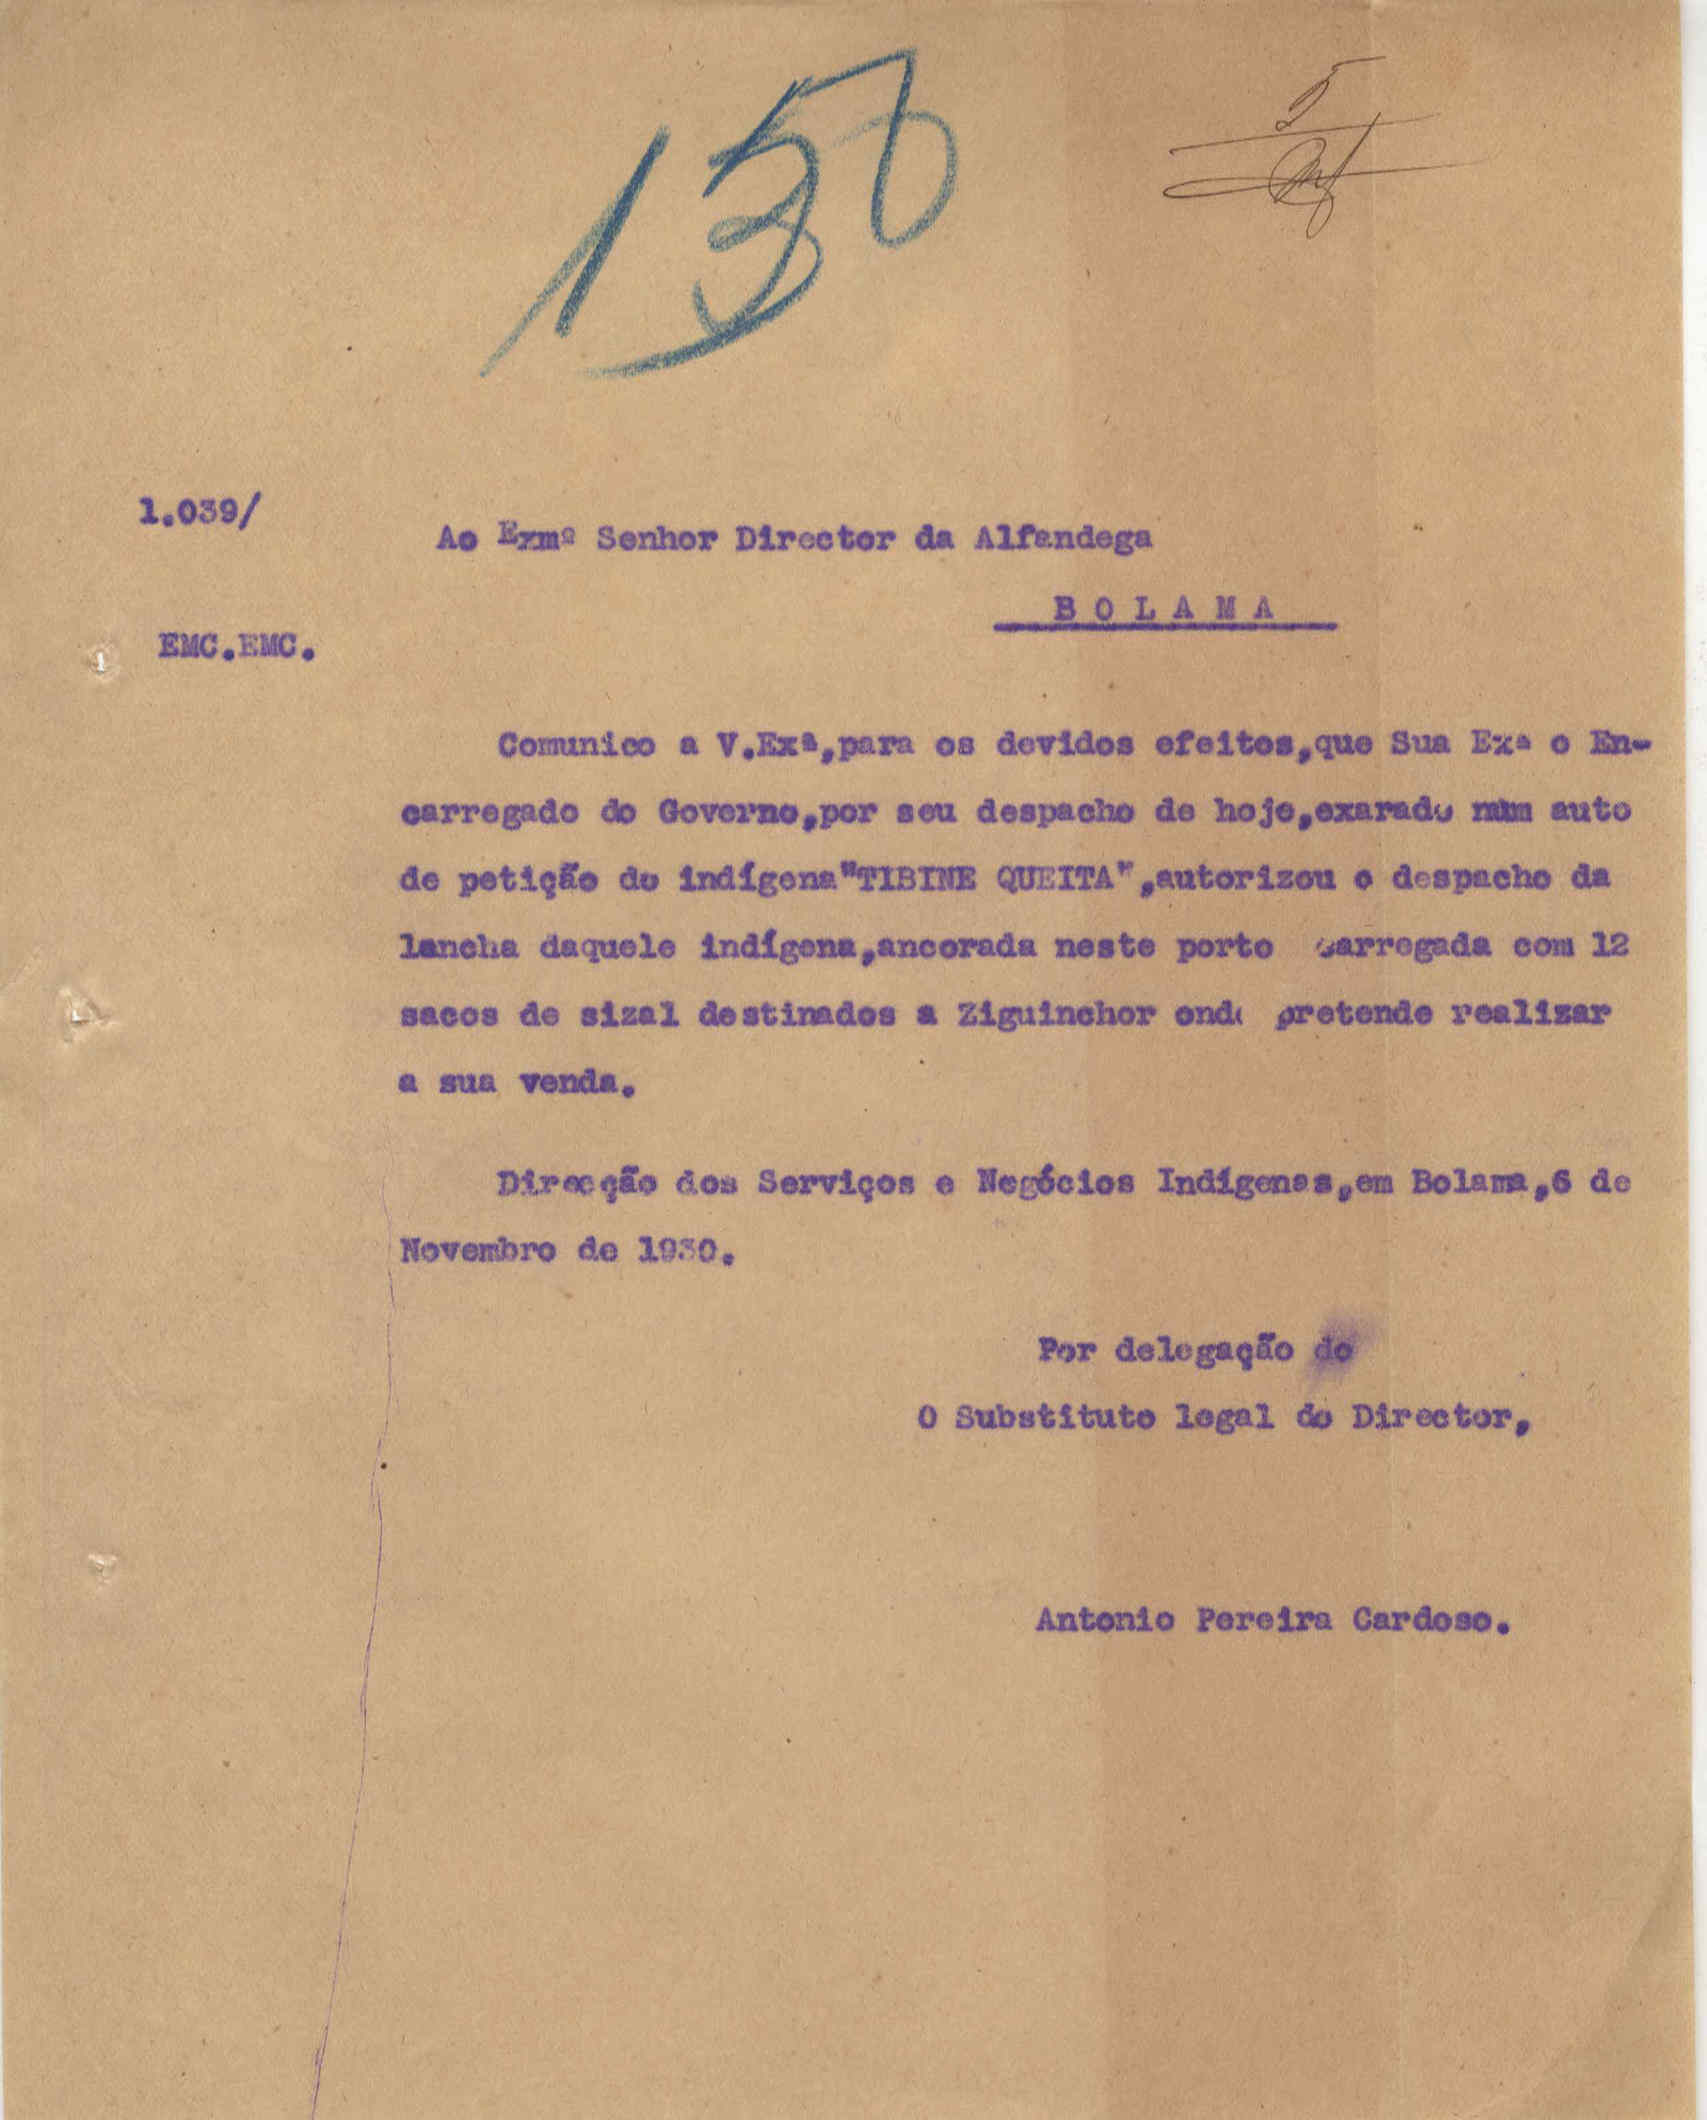 5
1.039/
Ao Exmº Senhor Director da Alfandega
BOLAMA
EMC.EMC.
Comunico a V.Exª,para os devidos efeitos,que Sua Exª o En-
carregado do Governo,por seu despacho de hoje,exarado num auto
de petição do indígena"TIBINE QUEITA",autorizou o despacho da
lancha daquele indígena,ancorada neste porto carregada com 12
sacos de sizal destinados a Ziguinchor onde pretende realizar
a sua venda.
Direcção dos Serviços e Negócios Indígenas,em Bolama,6 de
Novembro de 1930.
Por delegação do
O Substituto legal do Director,
Antonio Pereira Cardoso.